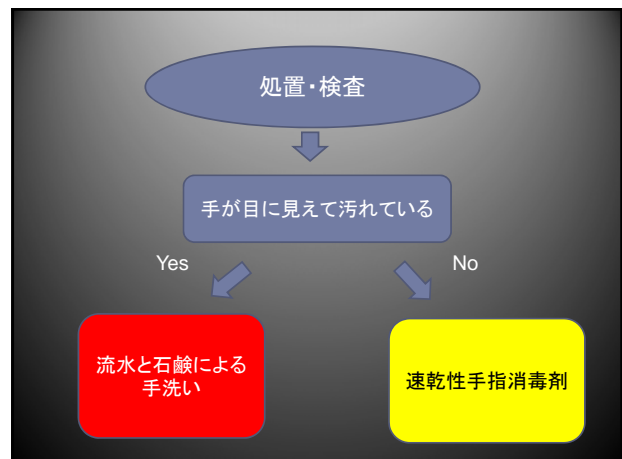 処置・検査
手が目に見えて汚れている
Yes
No
流水と石鹸による
手洗い
速乾性手指消毒剤